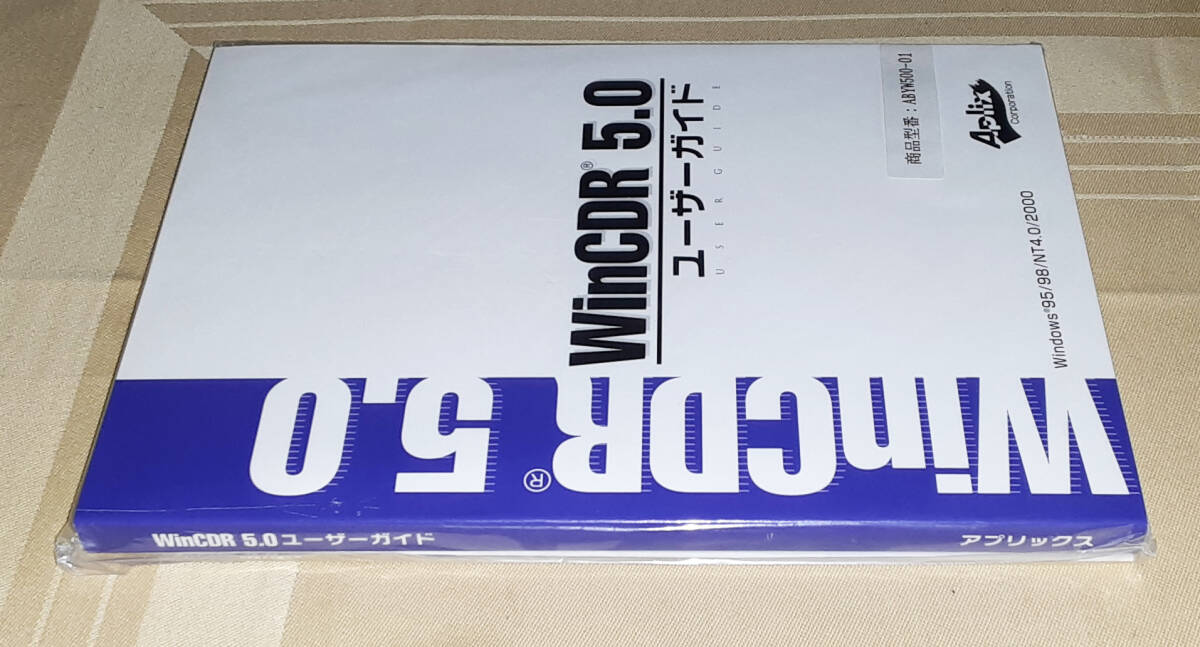 WinCDR® 5.0
ユーザーガイド
USER GUIDE
商品型番：ABYW500-01
Aplix
Corporation
Windows®95/98/NT4.0/2000
WinCDR® 5.0
WinCDR 5.0 ユーザーガイド
アプリックス